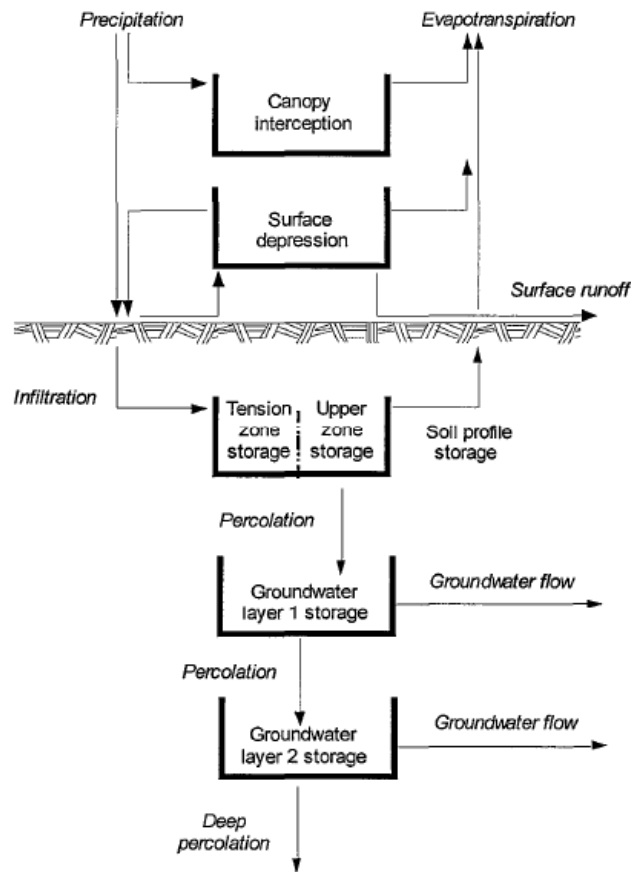 Precipitation
Evapotranspiration
Canopy
interception
Surface
depression
Surface runoff
Infiltration
Tension
zone
storage
Upper
zone
storage
Soil profile
storage
Percolation
Groundwater
layer 1 storage
Groundwater flow
Percolation
Groundwater
layer 2 storage
Groundwater flow
Deep
percolation